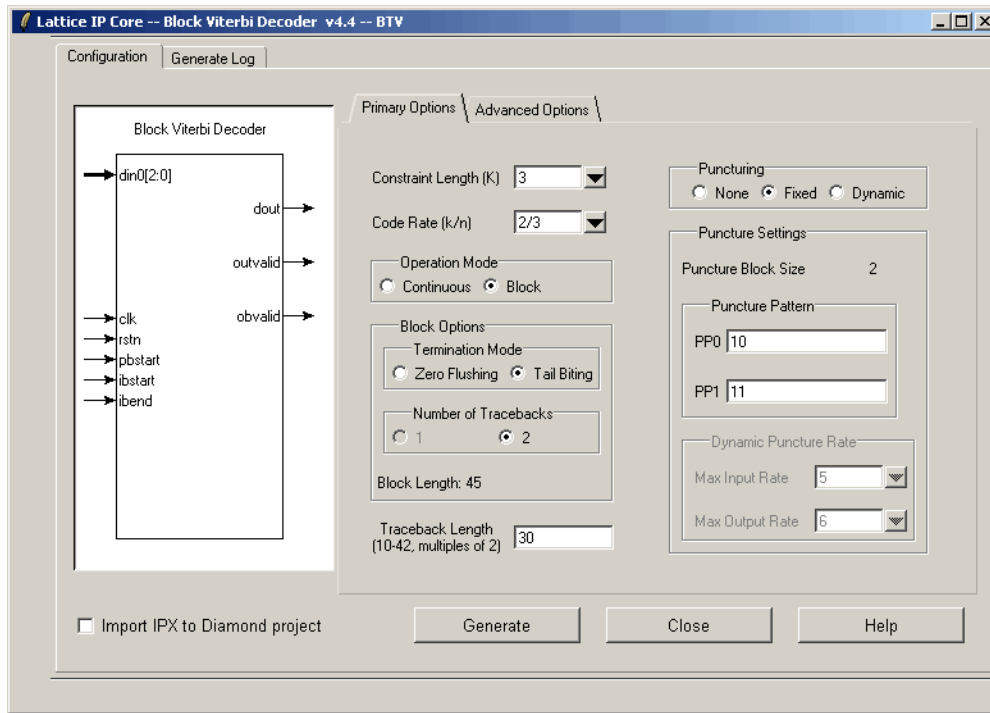 Lattice IP Core -- Block Viterbi Decoder v4.4 -- BTV
Configuration
Generate Log
Block Viterbi Decoder
din0[2:0]
dout
outvalid
obvalid
clk
rstn
pbstart
ibstart
ibend
Primary Options
Advanced Options
Constraint Length (K) 3
Code Rate (k/n) 2/3
Operation Mode
Continuous Block
Block Options
Termination Mode
Zero Flushing Tail Biting
Number of Tracebacks
1 2
Block Length: 45
Traceback Length
(10-42, multiples of 2) 30
Puncturing
None Fixed Dynamic
Puncture Settings
Puncture Block Size 2
Puncture Pattern
PP0 10
PP1 11
Dynamic Puncture Rate
Max Input Rate 5
Max Output Rate 6
Import IPX to Diamond project
Generate
Close
Help